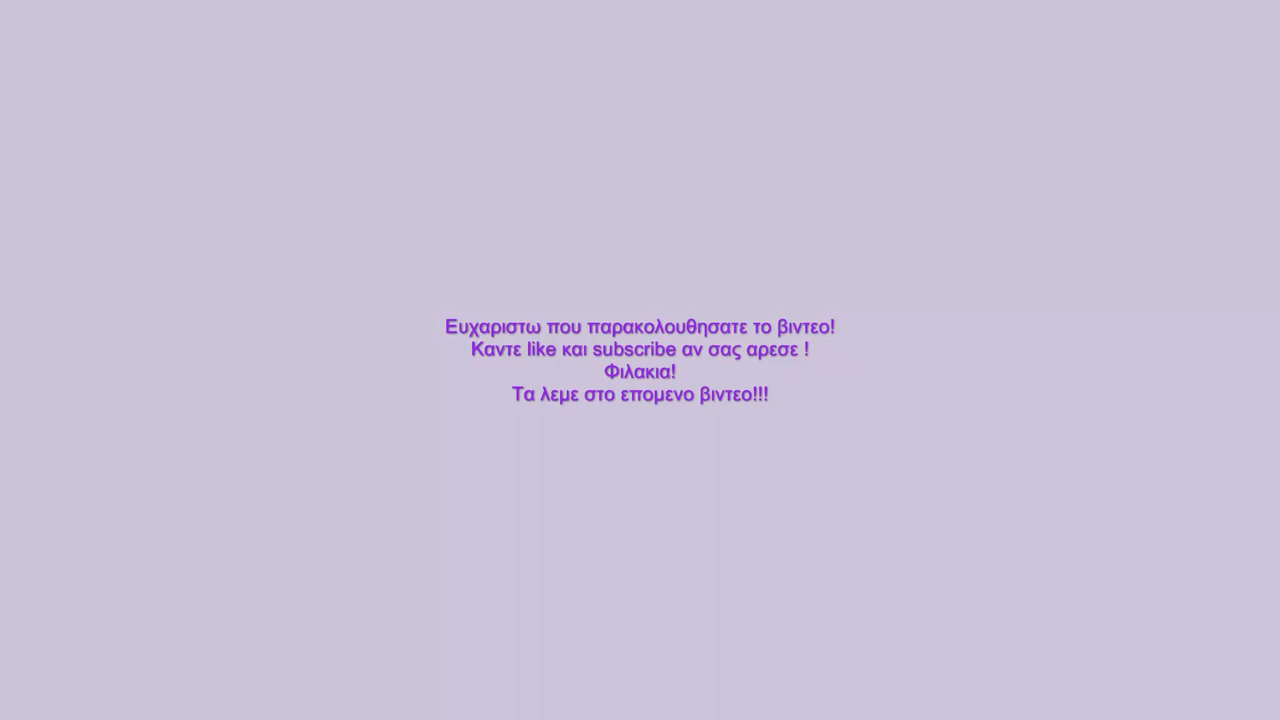 Ευχαριστω που παρακολουθησατε το βιντεο!
Καντε like και subscribe αν σας αρεσε !
Φιλακια!
Τα λεμε στο επομενο βιντεο!!!